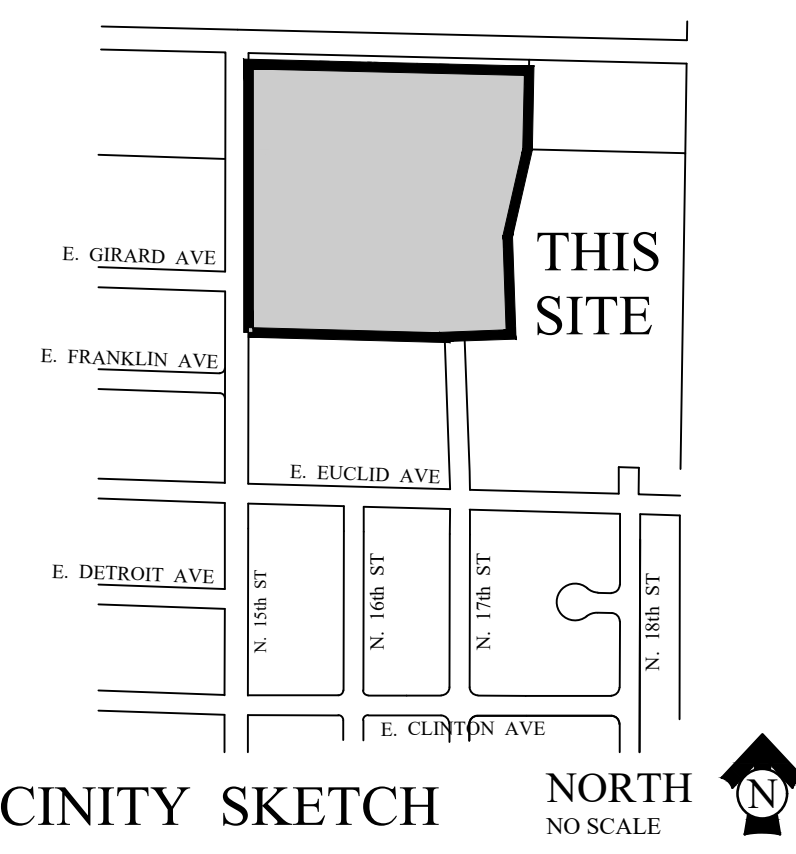 E. GIRARD AVE
THIS
SITE
E. FRANKLIN AVE
E. EUCLID AVE
E. DETROIT AVE
N. 15th ST
N. 16th ST
N. 17th ST
N. 18th ST
E. CLINTON AVE
CINITY SKETCH
NORTH
NO SCALE
N